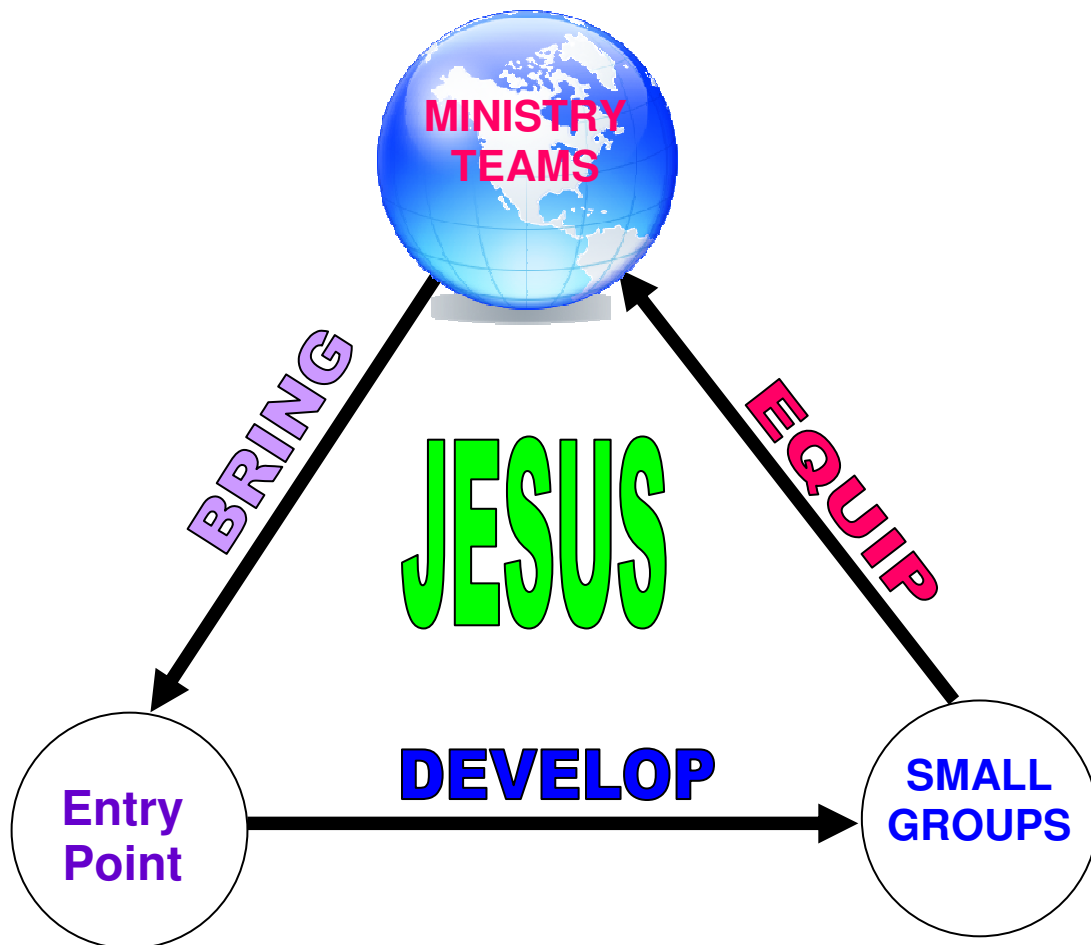 MINISTRY
TEAMS
BRING
EQUIP
JESUS
DEVELOP
Entry
Point
SMALL
GROUPS